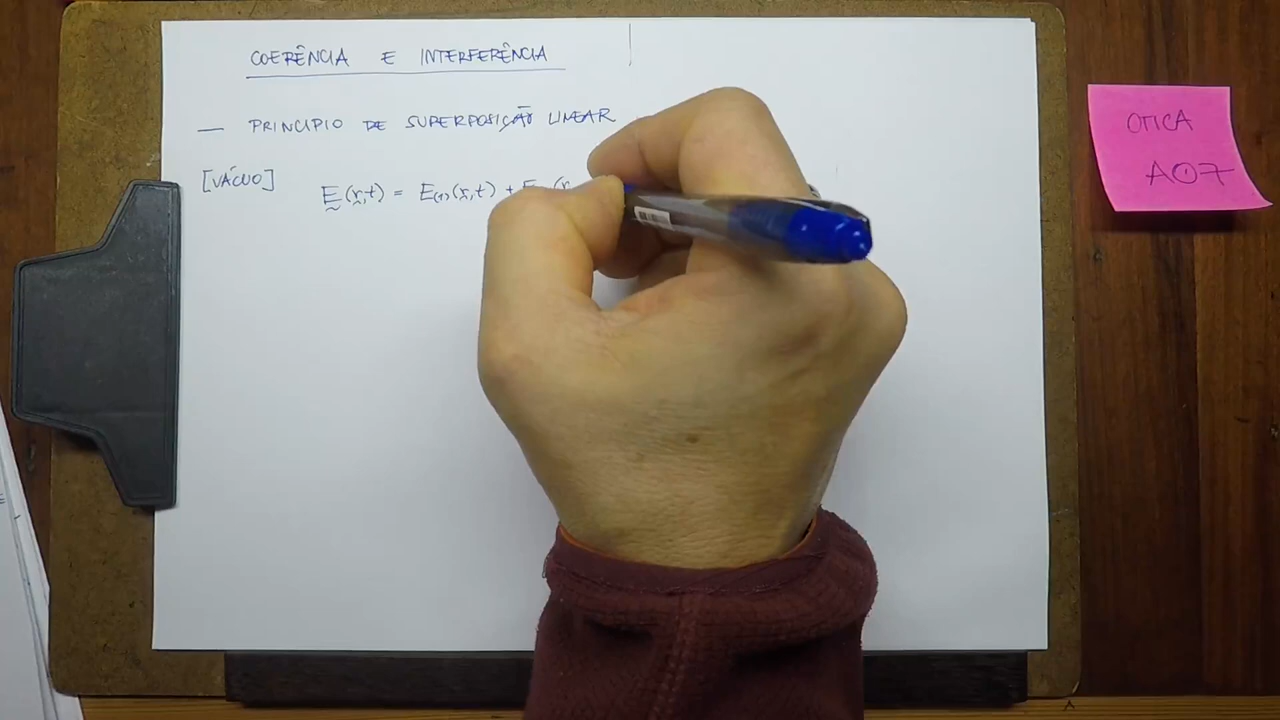 COERÊNCIA E INTERFERÊNCIA
— PRINCIPIO DE SUPERPOSIÇÃO LINEAR
[VÁCUO] E(r,t) = E(1)(r,t) + E
OTICA
A07